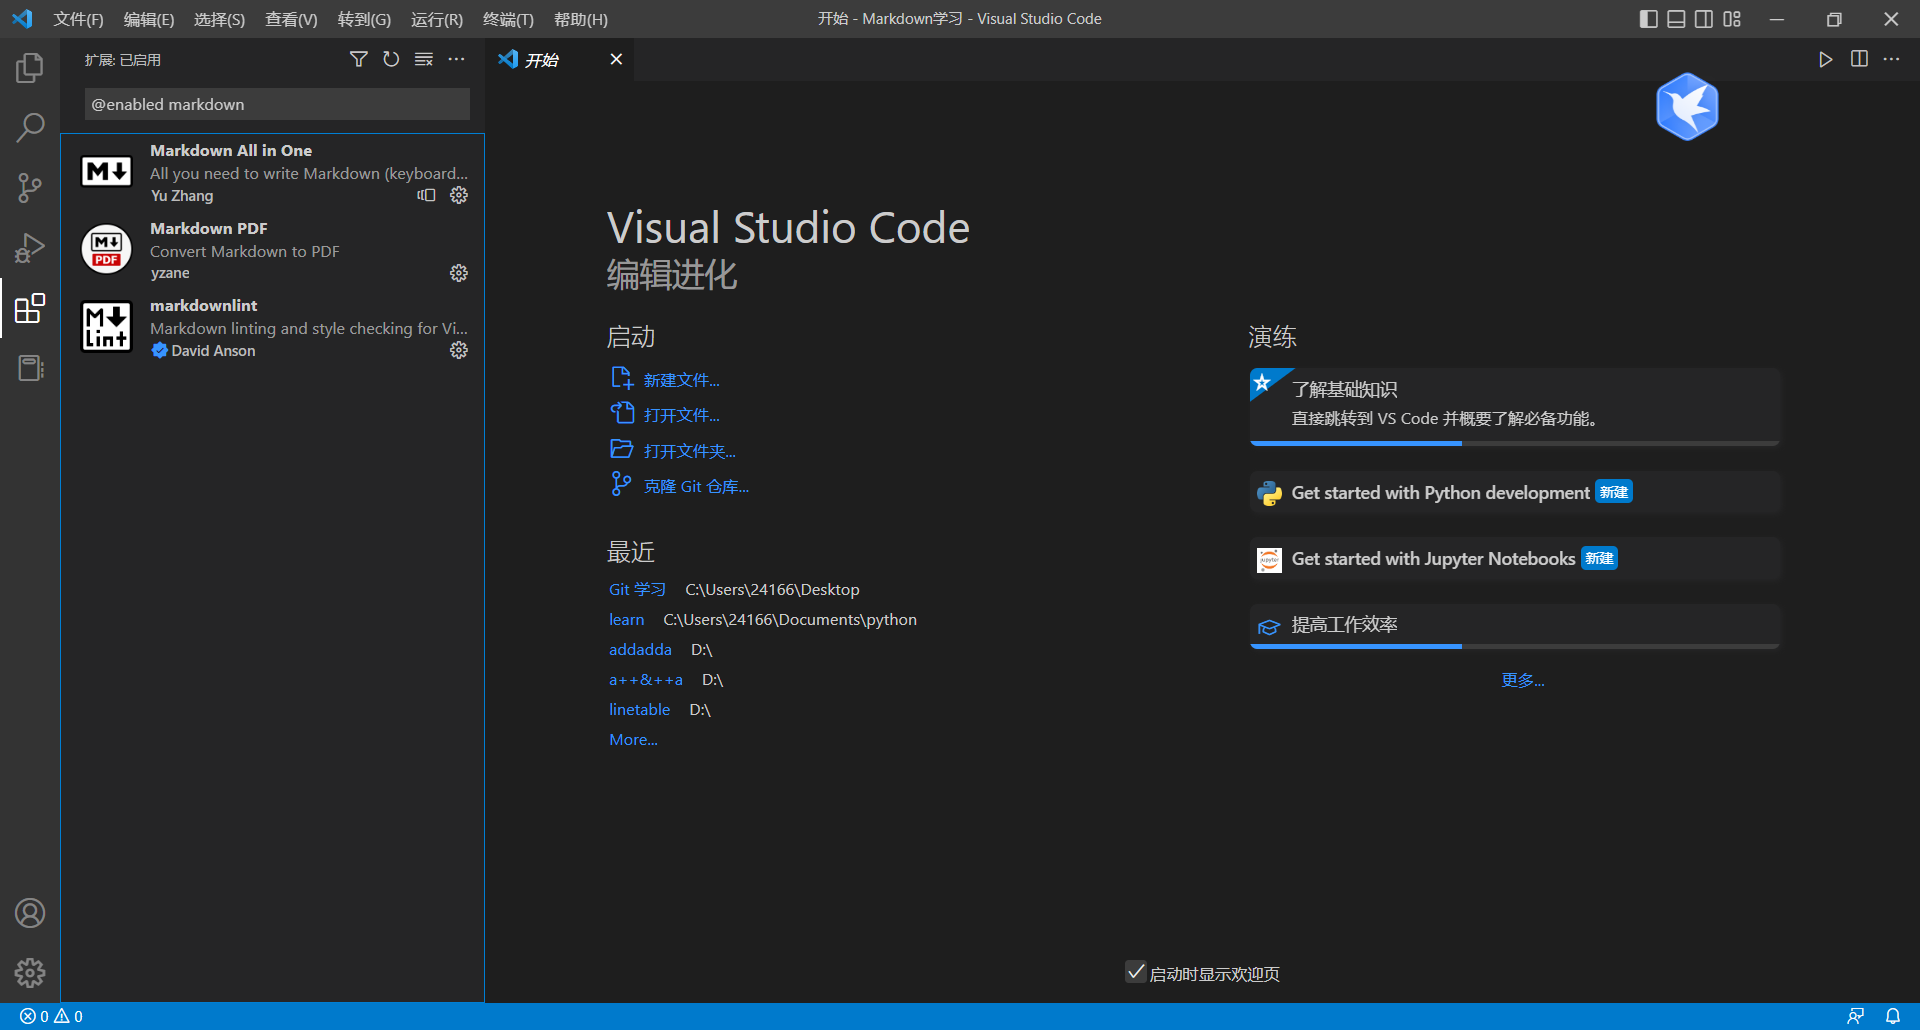 文件(F) 编辑(E) 选择(S) 查看(V) 转到(G) 运行(R) 终端(T) 帮助(H)
开始 - Markdown学习 - Visual Studio Code
扩展: 已启用
@enabled markdown
M
Markdown All in One
All you need to write Markdown (keyboard...
Yu Zhang
M
PDF
Markdown PDF
Convert Markdown to PDF
yzane
M
Lint
markdownlint
Markdown linting and style checking for Vi...
David Anson
开始
Visual Studio Code
编辑进化
启动
新建文件...
打开文件...
打开文件夹...
克隆 Git 仓库...
最近
Git 学习 C:\Users\24166\Desktop
learn C:\Users\24166\Documents\python
addadda D:\
a++&++a D:\
linetable D:\
More...
演练
了解基础知识
直接跳转到 VS Code 并概要了解必备功能。
Get started with Python development 新建
jupyter
Get started with Jupyter Notebooks 新建
提高工作效率
更多...
启动时显示欢迎页
0 0